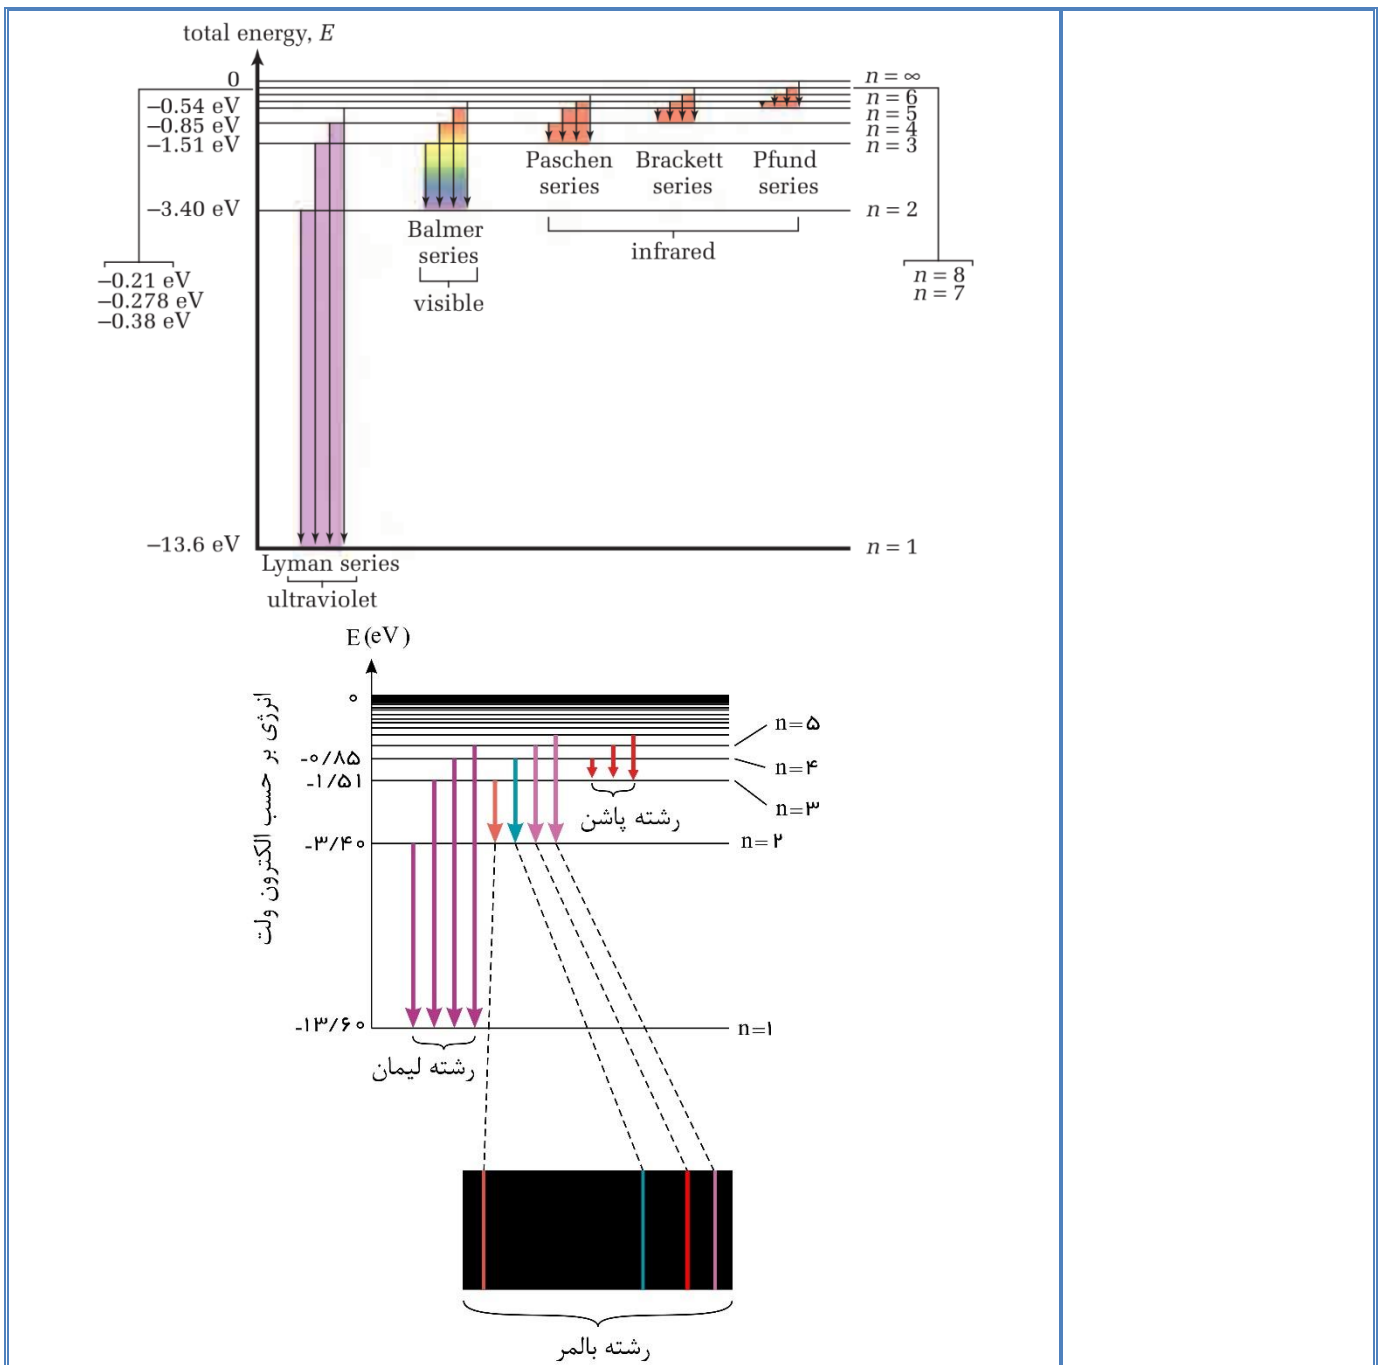 total energy, E
0
−0.54 eV
−0.85 eV
−1.51 eV
−3.40 eV
−0.21 eV
−0.278 eV
−0.38 eV
−13.6 eV
n = ∞
n = 6
n = 5
n = 4
n = 3
n = 2
n = 8
n = 7
n = 1
Paschen
series
Brackett
series
Pfund
series
infrared
Balmer
series
visible
Lyman series
ultraviolet
E (eV)
انرژی بر حسب الکترون ولت
۰
-۰/۸۵
-۱/۵۱
-۳/۴۰
-۱۳/۶۰
n=۵
n=۴
n=۳
n=۲
n=۱
رشته پاشن
رشته لیمان
رشته بالمر